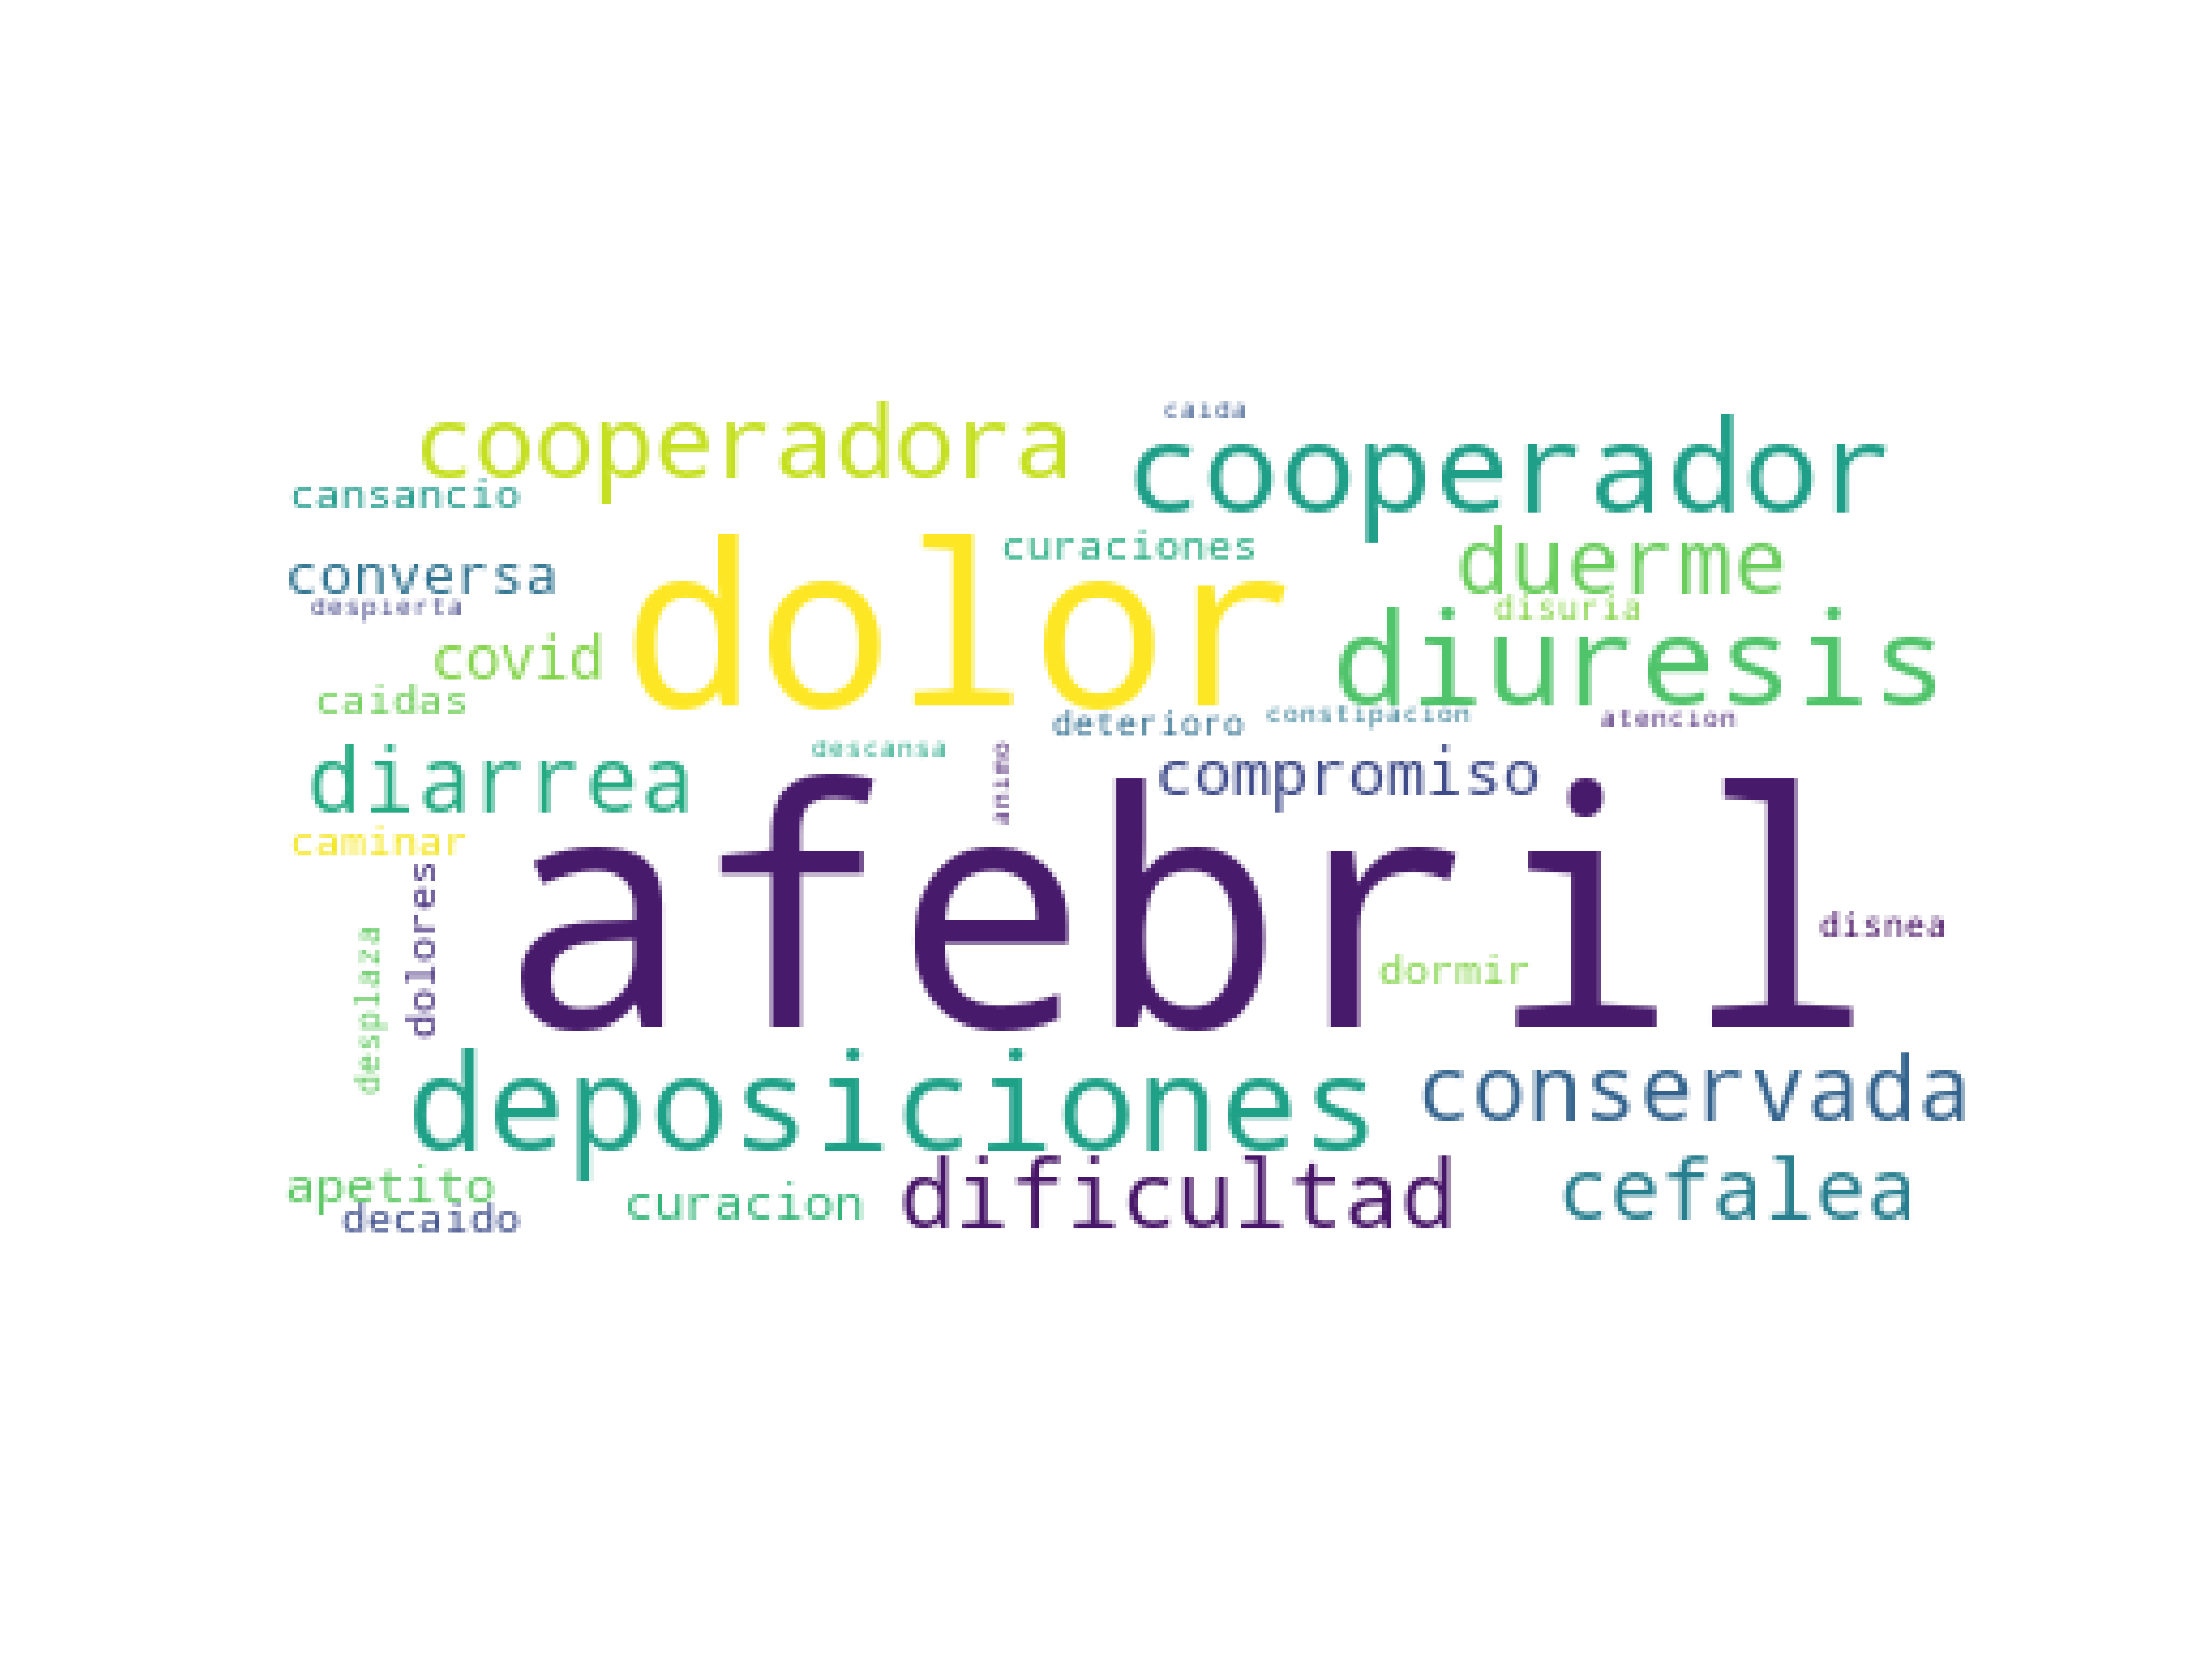 caida
cooperadora
cooperador
cansancio
curaciones
duerme
conversa
despierta
disuria
dolor
covid
diuresis
caidas
deterioro
constipacion
atencion
descansa
animo
diarrea
compromiso
caminar
afebril
dolores
disnea
desplaza
dormir
deposiciones
conservada
apetito
curacion
dificultad
cefalea
decaido